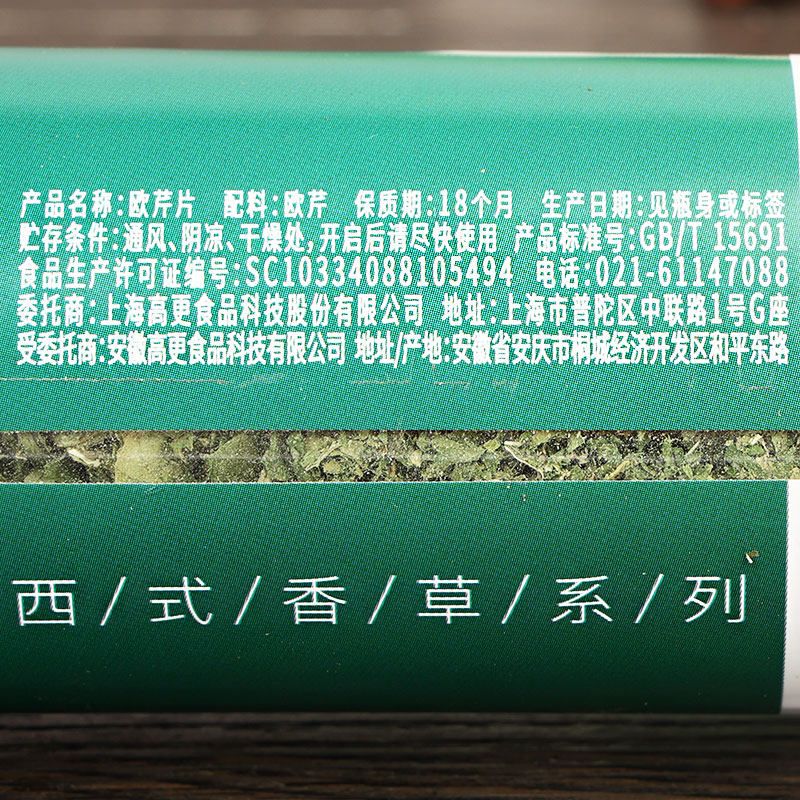 产品名称:欧芹片 配料:欧芹 保质期:18个月 生产日期:见瓶身或标签
贮存条件:通风、阴凉、干燥处,开启后请尽快使用 产品标准号:GB/T 15691
食品生产许可证编号:SC10334088105494 电话:021-61147088
委托商:上海高更食品科技股份有限公司 地址:上海市普陀区中联路1号G座
受委托商:安徽高更食品科技有限公司 地址/产地:安徽省安庆市桐城经济开发区和平东路
西/式/香/草/系/列